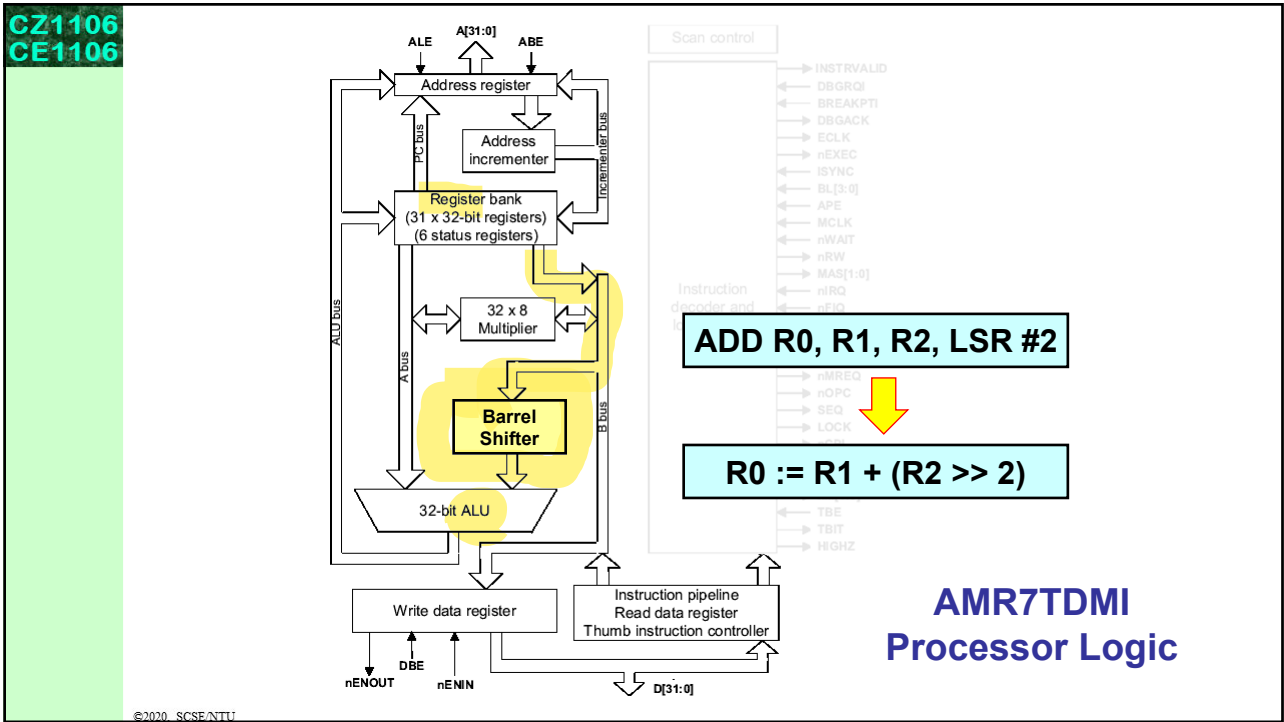 CZ1106
CE1106
A[31:0]
ALE
ABE
Address register
PC bus
Address
incrementer
Incrementer bus
Register bank
(31 x 32-bit registers)
(6 status registers)
ALU bus
A bus
32 x 8
Multiplier
B bus
Barrel
Shifter
32-bit ALU
Write data register
Instruction pipeline
Read data register
Thumb instruction controller
nENOUT
DBE
nENIN
D[31:0]
Scan control
INSTRVALID
DBGRQI
BREAKPTI
DBGACK
ECLK
nEXEC
ISYNC
BL[3:0]
APE
MCLK
nWAIT
nRW
MAS[1:0]
nIRQ
nFIQ
Instruction
decoder and
ADD R0, R1, R2, LSR #2
nMREQ
nOPC
SEQ
LOCK
R0 := R1 + (R2 >> 2)
TBE
TBIT
HIGHZ
AMR7TDMI
Processor Logic
©2020, SCSE/NTU